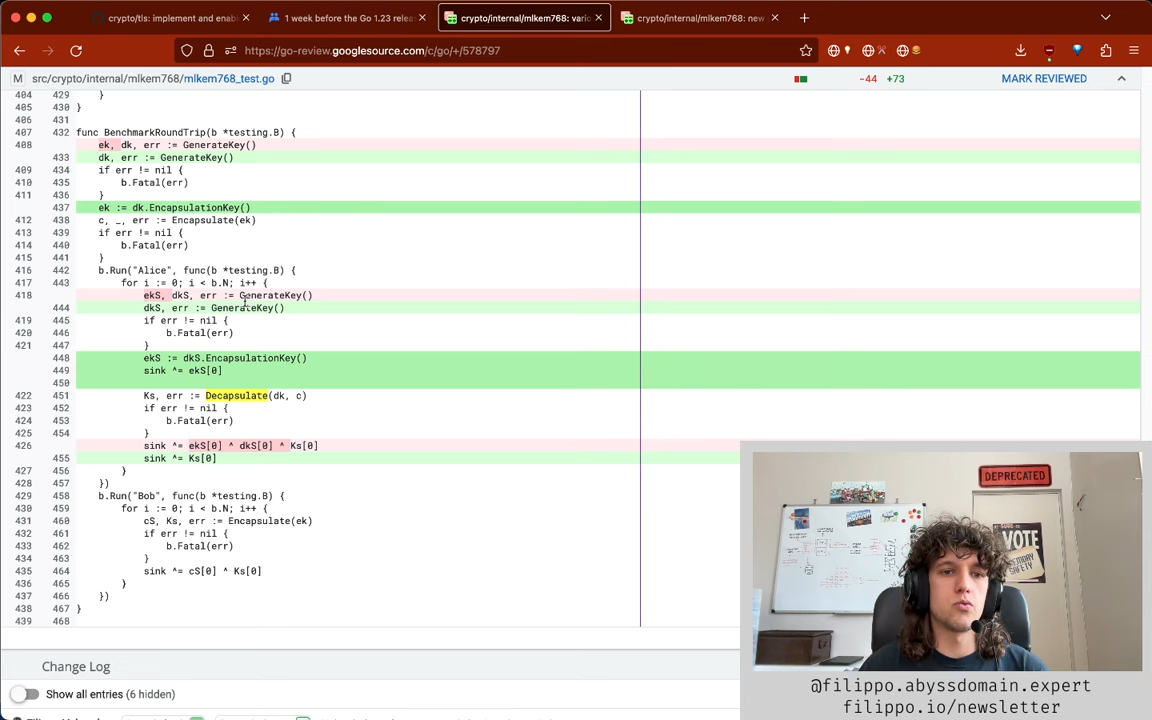 crypto/tls: implement and enab
1 week before the Go 1.23 relea
crypto/internal/mlkem768: vario
crypto/internal/mlkem768: new
https://go-review.googlesource.com/c/go/+/578797
M src/crypto/internal/mlkem768/mlkem768_test.go
-44 +73 MARK REVIEWED
404 429 }
405 430 }
406 431
407 432 func BenchmarkRoundTrip(b *testing.B) {
408 ek, dk, err := GenerateKey()
433 dk, err := GenerateKey()
409 434 if err != nil {
410 435 b.Fatal(err)
411 436 }
437 ek := dk.EncapsulationKey()
412 438 c, _, err := Encapsulate(ek)
413 439 if err != nil {
414 440 b.Fatal(err)
415 441 }
416 442 b.Run("Alice", func(b *testing.B) {
417 443 for i := 0; i < b.N; i++ {
418 ekS, dkS, err := GenerateKey()
444 dkS, err := GenerateKey()
419 445 if err != nil {
420 446 b.Fatal(err)
421 447 }
448 ekS := dkS.EncapsulationKey()
449 sink ^= ekS[0]
450
422 451 Ks, err := Decapsulate(dk, c)
423 452 if err != nil {
424 453 b.Fatal(err)
425 454 }
426 sink ^= ekS[0] ^ dkS[0] ^ Ks[0]
455 sink ^= Ks[0]
427 456 }
428 457 })
429 458 b.Run("Bob", func(b *testing.B) {
430 459 for i := 0; i < b.N; i++ {
431 460 cS, Ks, err := Encapsulate(ek)
432 461 if err != nil {
433 462 b.Fatal(err)
434 463 }
435 464 sink ^= cS[0] ^ Ks[0]
436 465 }
437 466 })
438 467 }
439 468
Change Log
Show all entries (6 hidden)
DEPRECATED
VOTE
MEMORY
SAFETY
@filippo.abyssdomain.expert
filippo.io/newsletter